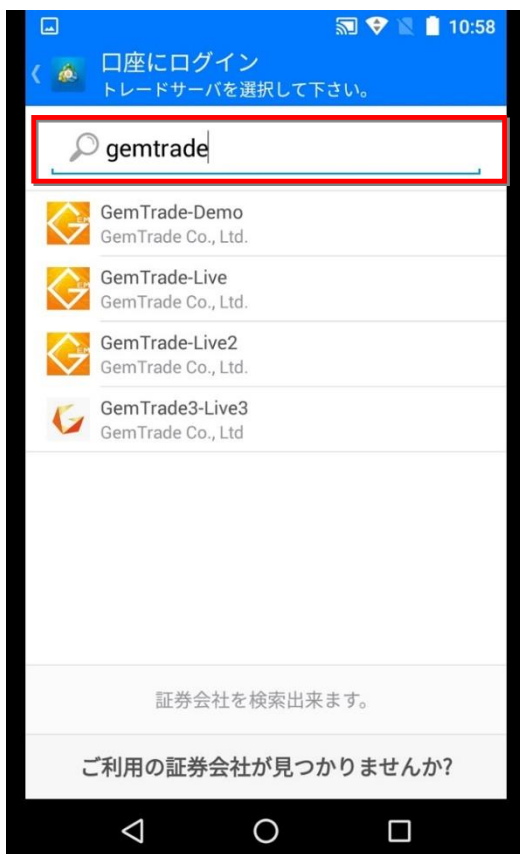 10:58
口座にログイン
トレードサーバを選択して下さい。
gemtrade
GemTrade-Demo
GemTrade Co., Ltd.
GemTrade-Live
GemTrade Co., Ltd.
GemTrade-Live2
GemTrade Co., Ltd.
GemTrade3-Live3
GemTrade Co., Ltd
証券会社を検索出来ます。
ご利用の証券会社が見つかりませんか?